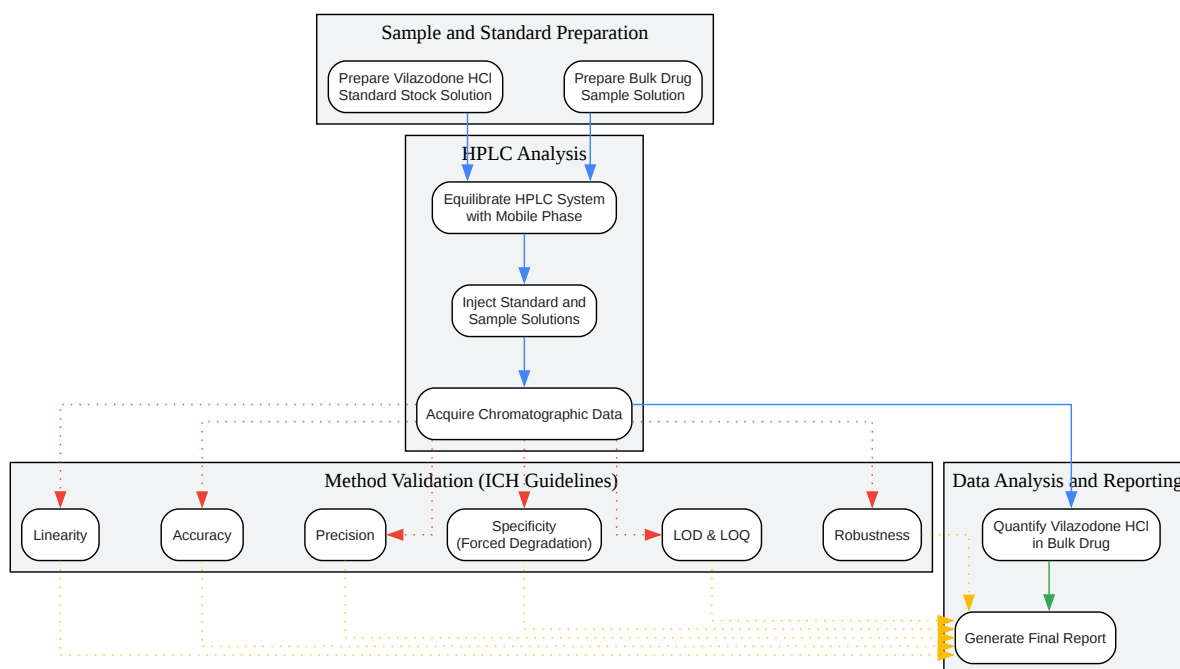 Sample and Standard Preparation
Prepare Vilazodone HCl
Standard Stock Solution
Prepare Bulk Drug
Sample Solution
HPLC Analysis
Equilibrate HPLC System
with Mobile Phase
Inject Standard and
Sample Solutions
Acquire Chromatographic Data
Method Validation (ICH Guidelines)
Linearity
Accuracy
Precision
Specificity
(Forced Degradation)
LOD & LOQ
Robustness
Data Analysis and Reporting
Quantify Vilazodone HCl
in Bulk Drug
Generate Final Report